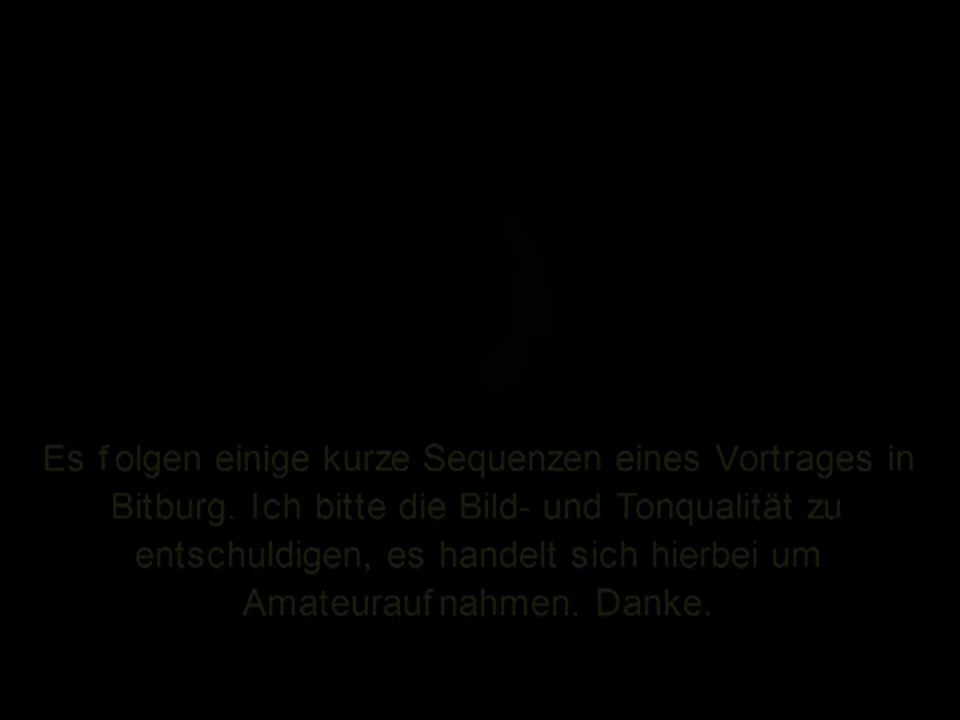 Es folgen einige kurze Sequenzen eines Vortrages in
Bitburg. Ich bitte die Bild- und Tonqualität zu
entschuldigen, es handelt sich hierbei um
Amateuraufnahmen. Danke.